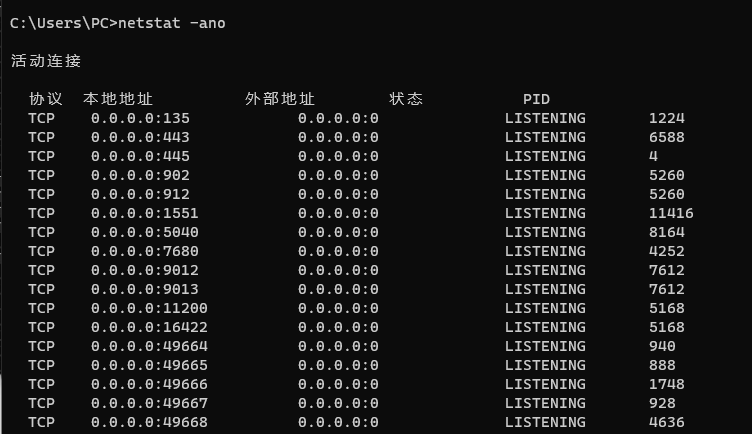 C:\Users\PC>netstat -ano
活动连接
协议 本地地址 外部地址 状态 PID
TCP 0.0.0.0:135 0.0.0.0:0 LISTENING 1224
TCP 0.0.0.0:443 0.0.0.0:0 LISTENING 6588
TCP 0.0.0.0:445 0.0.0.0:0 LISTENING 4
TCP 0.0.0.0:902 0.0.0.0:0 LISTENING 5260
TCP 0.0.0.0:912 0.0.0.0:0 LISTENING 5260
TCP 0.0.0.0:1551 0.0.0.0:0 LISTENING 11416
TCP 0.0.0.0:5040 0.0.0.0:0 LISTENING 8164
TCP 0.0.0.0:7680 0.0.0.0:0 LISTENING 4252
TCP 0.0.0.0:9012 0.0.0.0:0 LISTENING 7612
TCP 0.0.0.0:9013 0.0.0.0:0 LISTENING 7612
TCP 0.0.0.0:11200 0.0.0.0:0 LISTENING 5168
TCP 0.0.0.0:16422 0.0.0.0:0 LISTENING 5168
TCP 0.0.0.0:49664 0.0.0.0:0 LISTENING 940
TCP 0.0.0.0:49665 0.0.0.0:0 LISTENING 888
TCP 0.0.0.0:49666 0.0.0.0:0 LISTENING 1748
TCP 0.0.0.0:49667 0.0.0.0:0 LISTENING 928
TCP 0.0.0.0:49668 0.0.0.0:0 LISTENING 4636